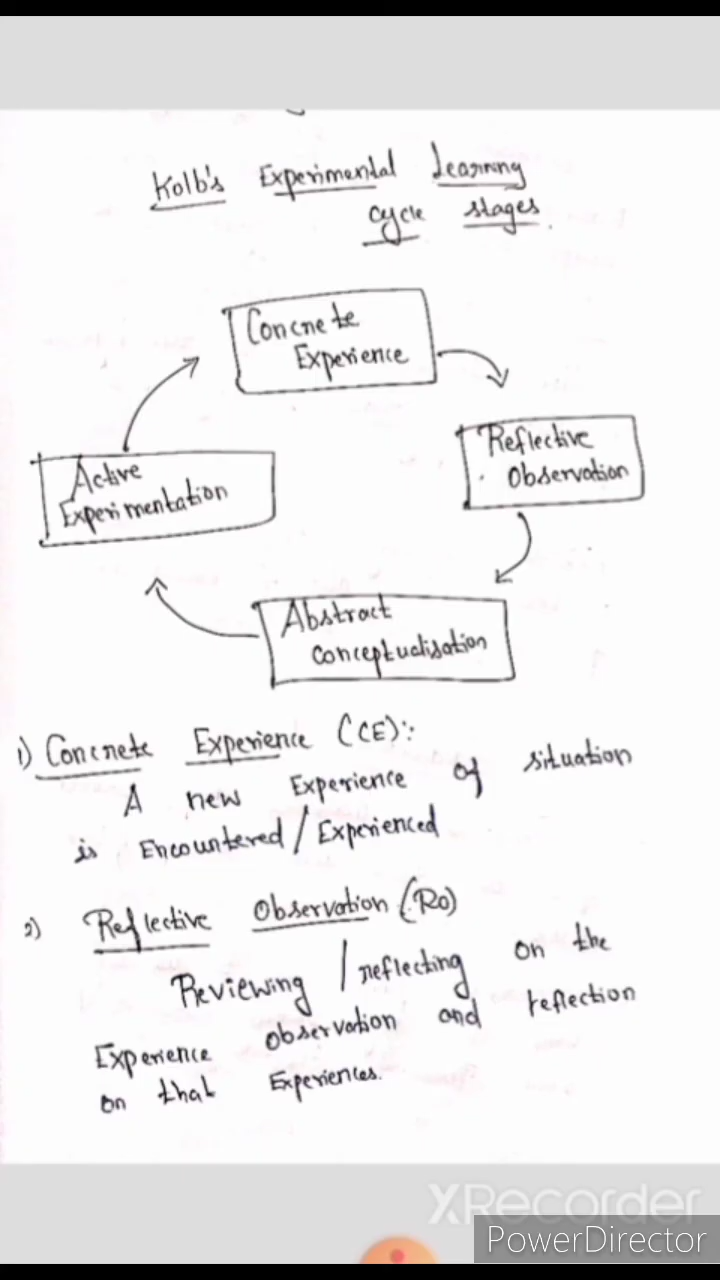 Kolb's Experimental Learning
cycle stages.
Concrete
Experience
Reflective
Observation
Active
Experimentation
Abstract
conceptualisation
1) Concrete Experience (CE):
A new Experience of situation
is Encountered / Experienced
2) Reflective Observation (RO)
Reviewing / reflecting on the
Experience observation and reflection
on that Experiences.
XRecorder
PowerDirector